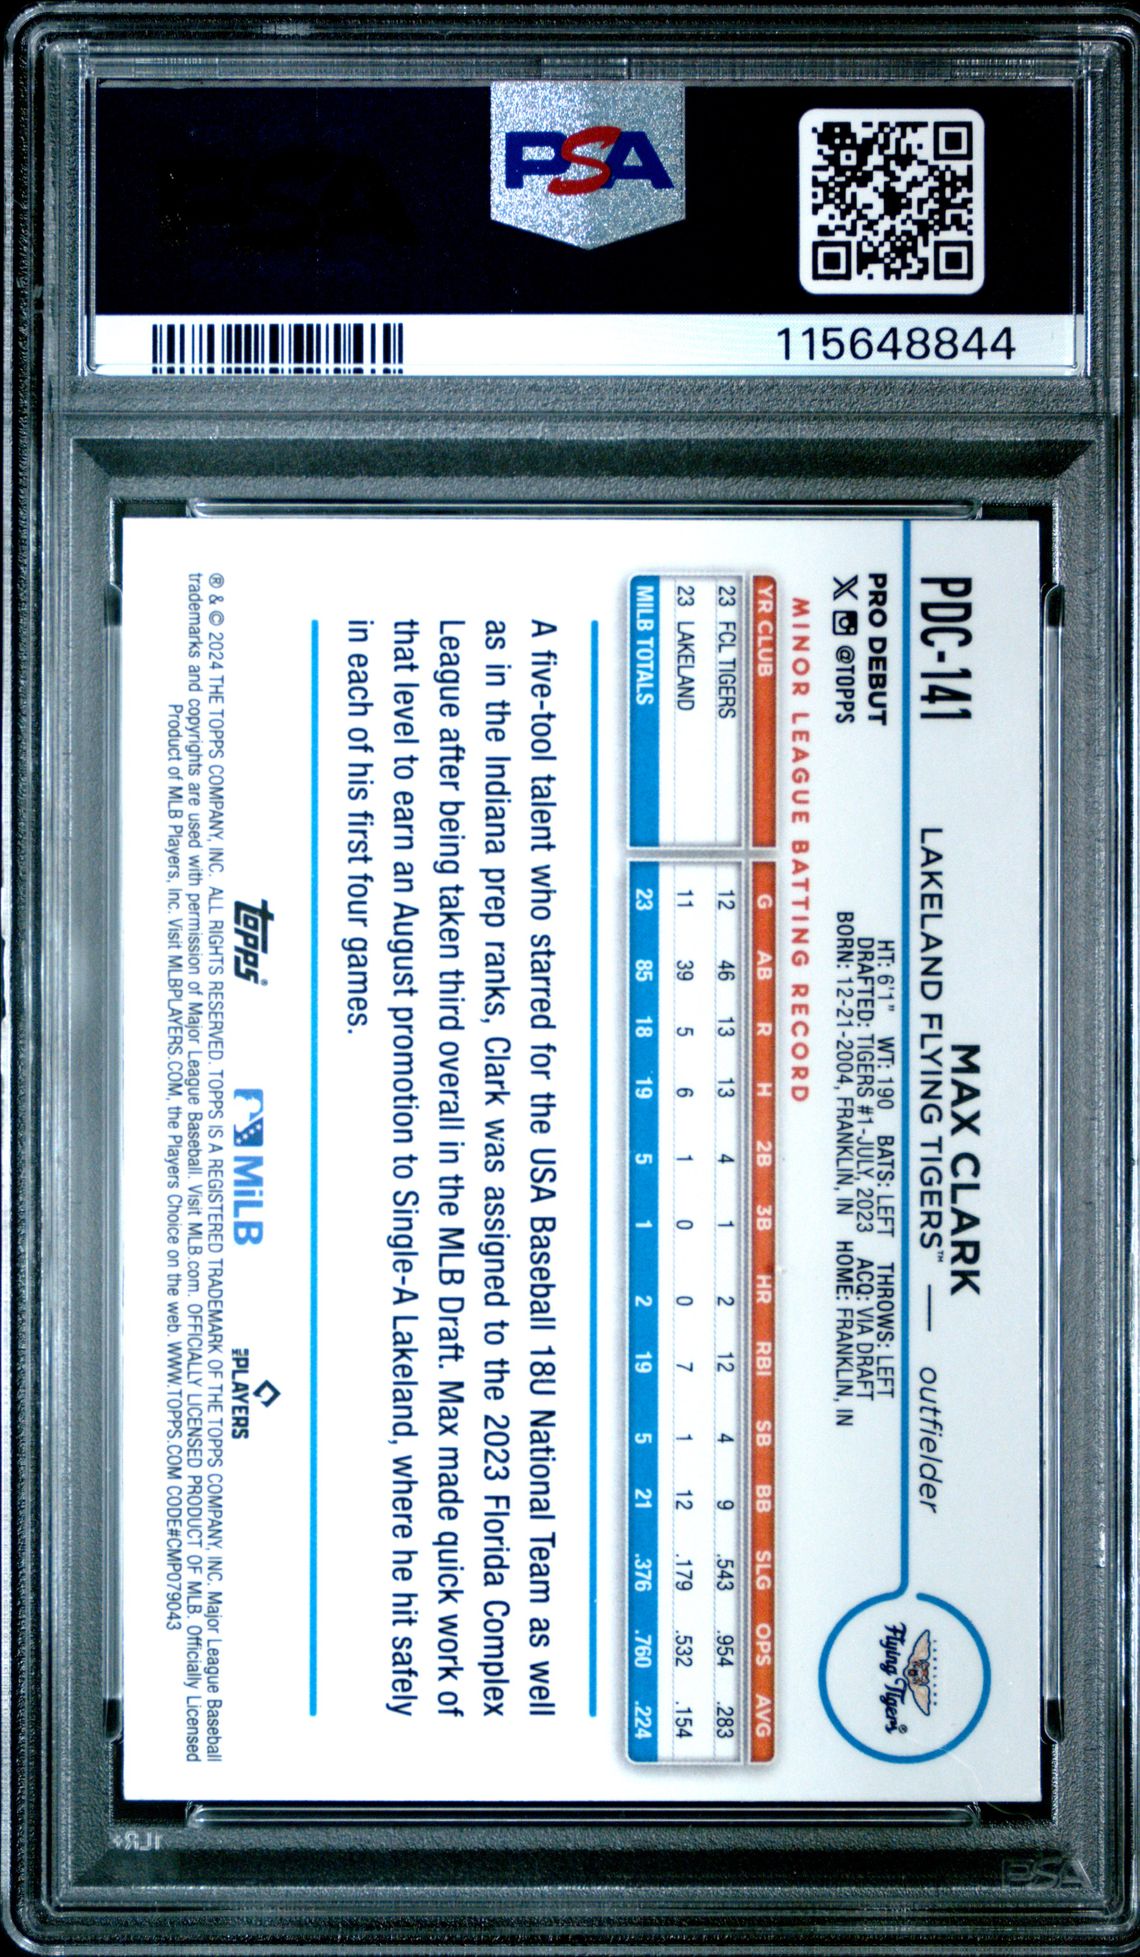 PSA
115648844
PDC-141
MAX CLARK
LAKELAND FLYING TIGERS™ — outfielder
PRO DEBUT
X @TOPPS
HT: 6'1" WT: 190 BATS: LEFT THROWS: LEFT
DRAFTED: TIGERS #1-JULY, 2023 ACQ: VIA DRAFT
BORN: 12-21-2004, FRANKLIN, IN HOME: FRANKLIN, IN
Flying Tigers®
MINOR LEAGUE BATTING RECORD
YR CLUB G AB R H 2B 3B HR RBI SB BB SLG OPS AVG
23 FCL TIGERS 12 46 13 13 4 1 2 12 4 9 .543 .954 .283
23 LAKELAND 11 39 5 6 1 0 0 7 1 12 .179 .532 .154
MILB TOTALS 23 85 18 19 5 1 2 19 5 21 .376 .760 .224
A five-tool talent who starred for the USA Baseball 18U National Team as well
as in the Indiana prep ranks, Clark was assigned to the 2023 Florida Complex
League after being taken third overall in the MLB Draft. Max made quick work of
that level to earn an August promotion to Single-A Lakeland, where he hit safely
in each of his first four games.
topps®
MiLB
PLAYERS
® & © 2024 THE TOPPS COMPANY, INC. ALL RIGHTS RESERVED. TOPPS IS A REGISTERED TRADEMARK OF THE TOPPS COMPANY, INC. Major League Baseball
trademarks and copyrights are used with permission of Major League Baseball. Visit MLB.com. OFFICIALLY LICENSED PRODUCT OF MLB. Officially Licensed
Product of MLB Players, Inc. Visit MLBPLAYERS.COM, the Players Choice on the web. WWW.TOPPS.COM CODE#CMP079043
PSA